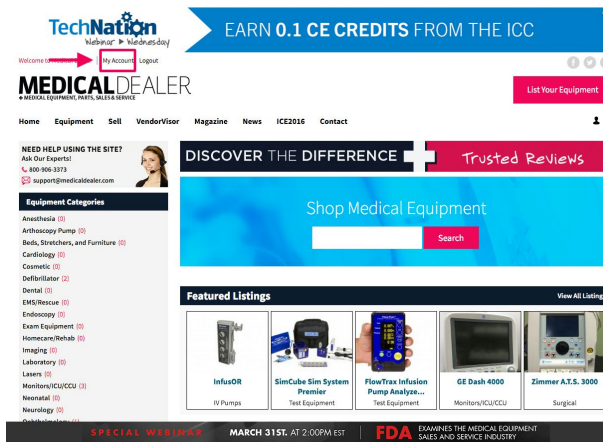 TechNation
Webinar Wednesday
EARN 0.1 CE CREDITS FROM THE ICC
Welcome to | My Account Logout
MEDICALDEALER
MEDICAL EQUIPMENT, PARTS, SALES & SERVICE
List Your Equipment
Home Equipment Sell VendorVisor Magazine News ICE2016 Contact
NEED HELP USING THE SITE?
Ask Our Experts!
800-906-3373
support@medicaldealer.com
DISCOVER THE DIFFERENCE
Trusted Reviews
Equipment Categories
Anesthesia (0)
Arthoscopy Pump (0)
Beds, Stretchers, and Furniture (0)
Cardiology (0)
Cosmetic (0)
Defibrillator (2)
Dental (0)
EMS/Rescue (0)
Endoscopy (0)
Exam Equipment (0)
Homecare/Rehab (0)
Imaging (0)
Laboratory (0)
Lasers (0)
Monitors/ICU/CCU (3)
Neonatal (0)
Neurology (0)
Shop Medical Equipment
Search
Featured Listings
View All Listing
InfusOR
IV Pumps
SimCube Sim System
Premier
Test Equipment
FlowTrax Infusion
Pump Analyze...
Test Equipment
GE Dash 4000
Monitors/ICU/CCU
Zimmer A.T.S. 3000
Surgical
SPECIAL WEBINAR MARCH 31ST. AT 2:00PM EST FDA EXAMINES THE MEDICAL EQUIPMENT
SALES AND SERVICE INDUSTRY